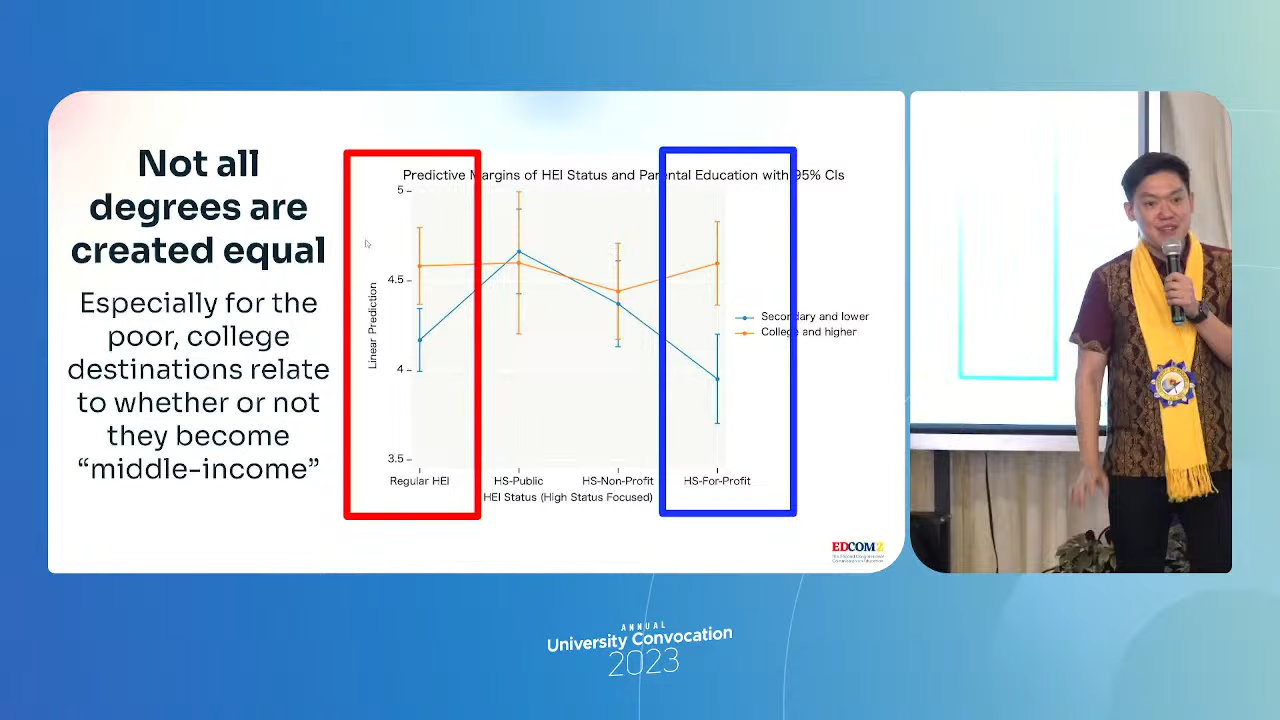 Not all
degrees are
created equal
Especially for the
poor, college
destinations relate
to whether or not
they become
“middle-income”
Predictive Margins of HEI Status and Parental Education with 95% CIs
5
4.5
4
3.5
Linear Prediction
Secondary and lower
College and higher
Regular HEI
HS-Public
HS-Non-Profit
HS-For-Profit
HEI Status (High Status Focused)
EDCOM 2
ANNUAL
University Convocation
2023